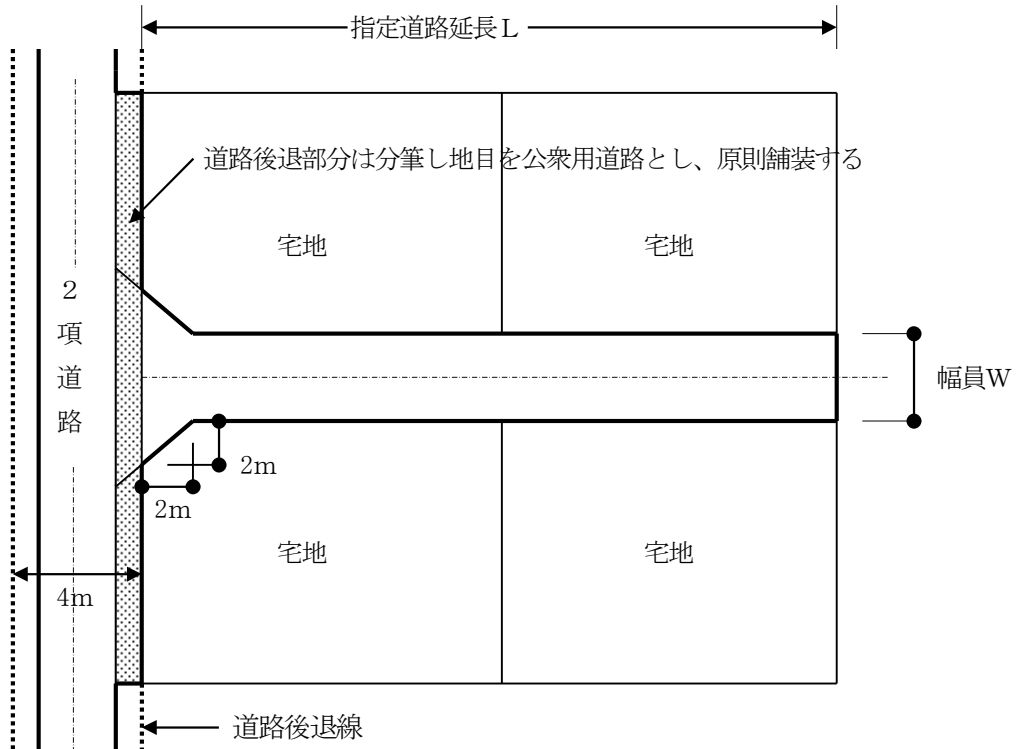 指定道路延長L
道路後退部分は分筆し地目を公衆用道路とし、原則舗装する
宅地
宅地
2項道路
幅員W
2m
2m
宅地
宅地
4m
道路後退線